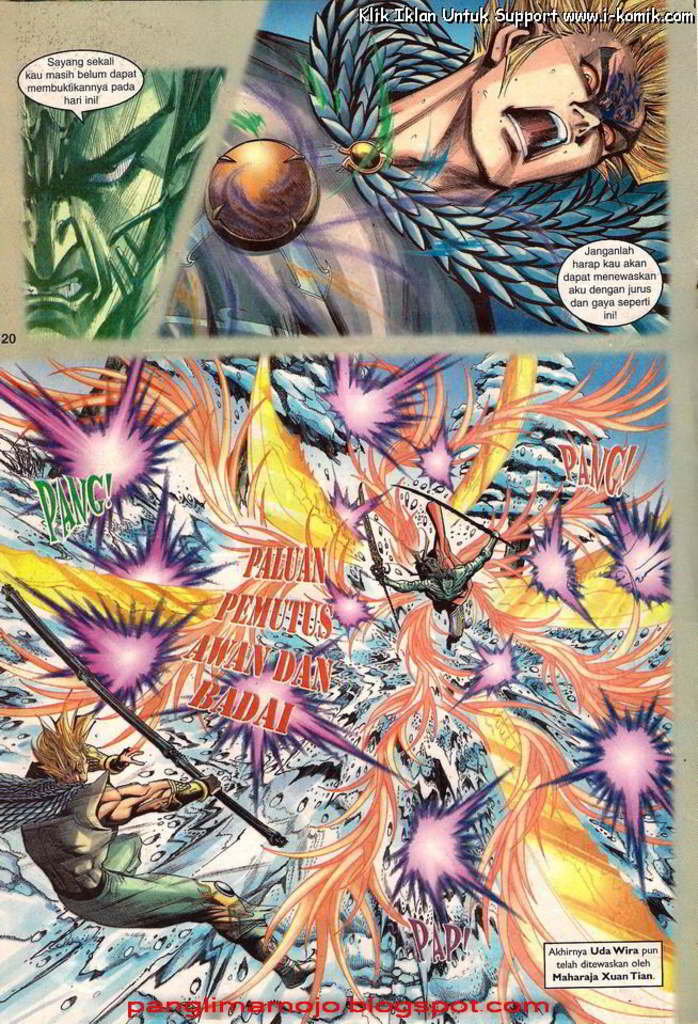 Klik Iklan Untuk Support www.i-komik.com
Sayang sekali
kau masih belum dapat
membuktikannya pada
hari ini!
Janganlah
harap kau akan
dapat menewaskan
aku dengan jurus
dan gaya seperti
ini!
20
PANG!
PANG!
PALUAN
PEMUTUS
AWAN DAN
BADAI
PAP!
Akhirnya Uda Wira pun
telah ditewaskan oleh
Maharaja Xuan Tian.
panglimamojo.blogspot.com